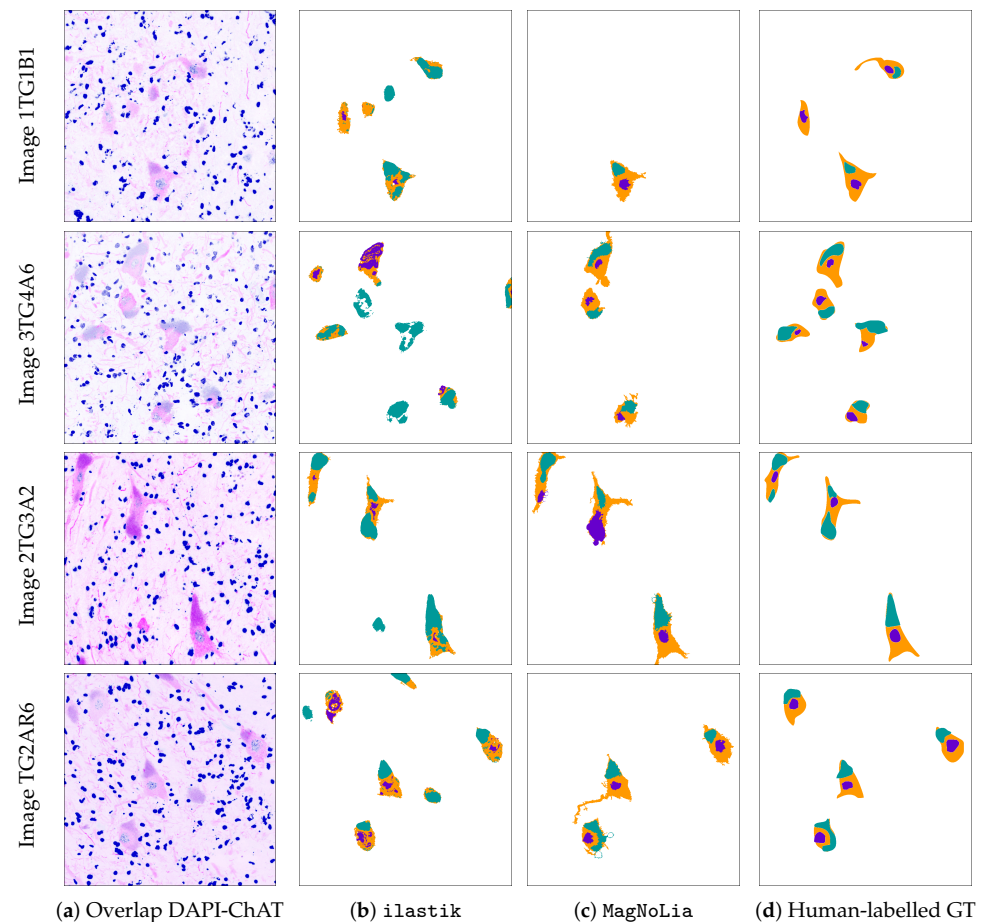 Image 1TG1B1
Image 3TG4A6
Image 2TG3A2
Image TG2AR6
(a) Overlap DAPI-ChAT
(b) ilastik
(c) MagNoLia
(d) Human-labelled GT